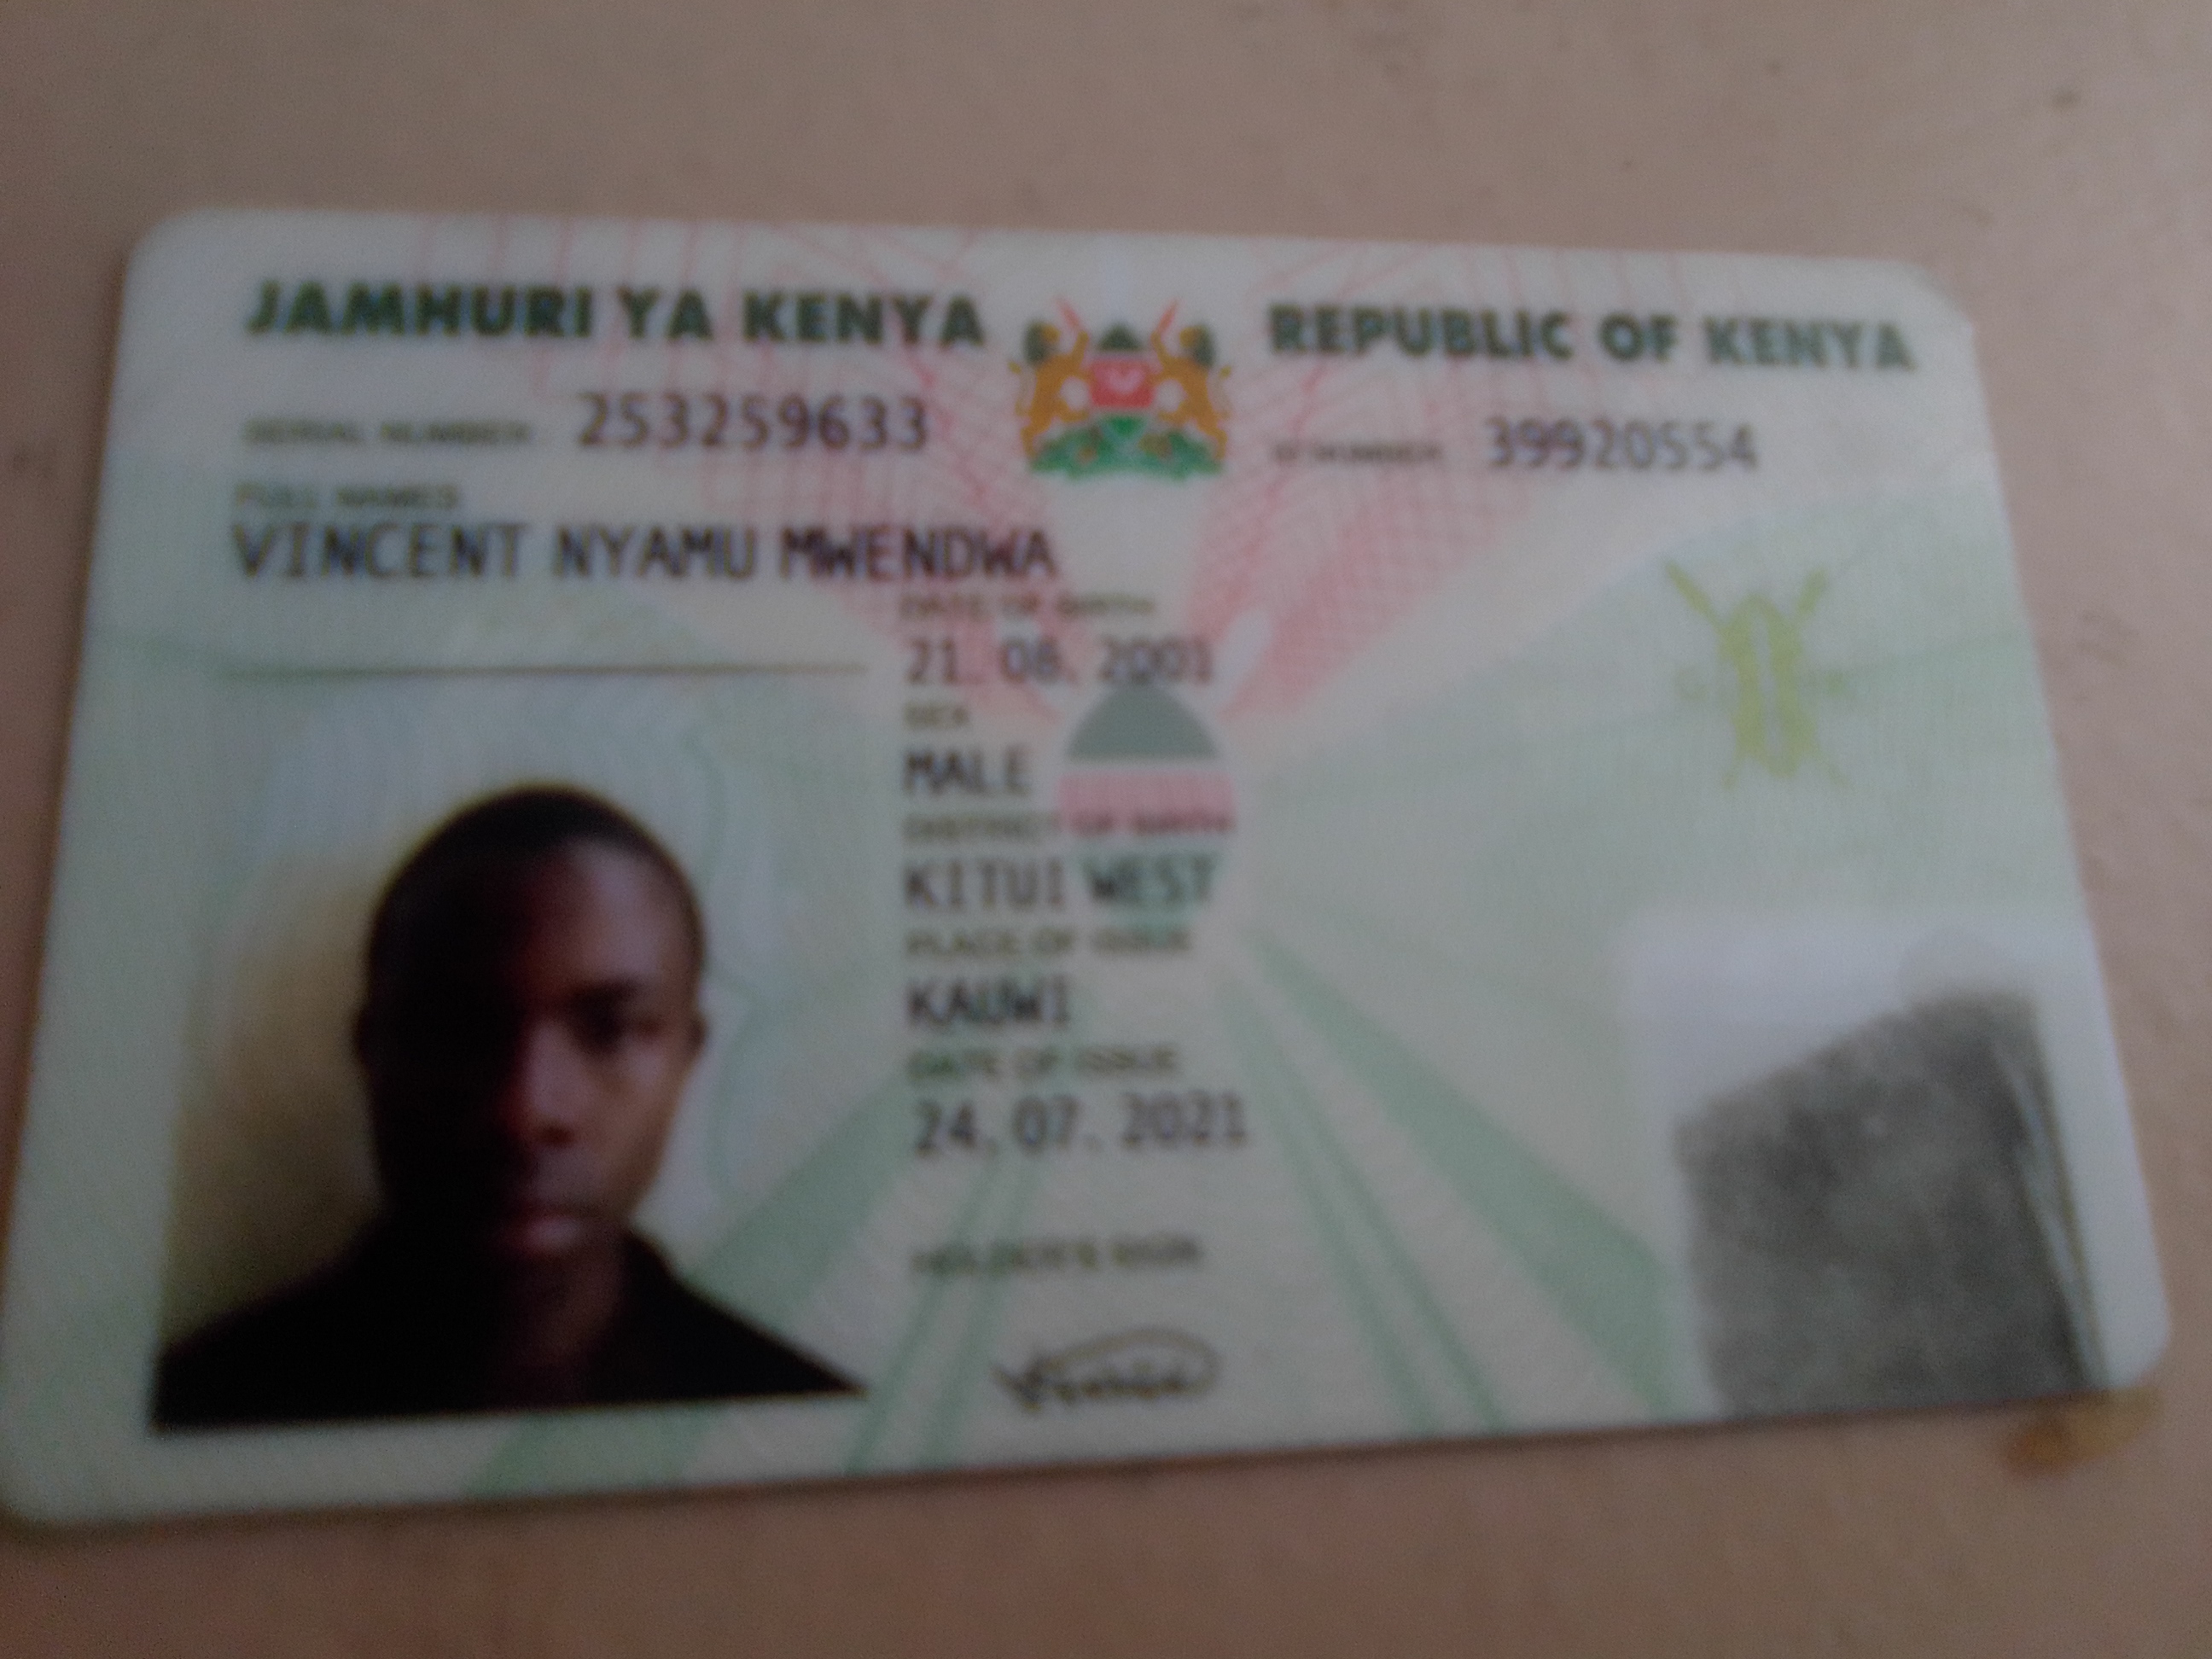 JAMHURI YA KENYA REPUBLIC OF KENYA
SERIAL NUMBER: 253259633 ID NUMBER: 39920554
FULL NAMES
VINCENT NYAMU MWENDWA
DATE OF BIRTH
21. 08. 2001
SEX
MALE
DISTRICT OF BIRTH
KITUI WEST
PLACE OF ISSUE
KAUWI
DATE OF ISSUE
24. 07. 2021
HOLDER'S SIGN.